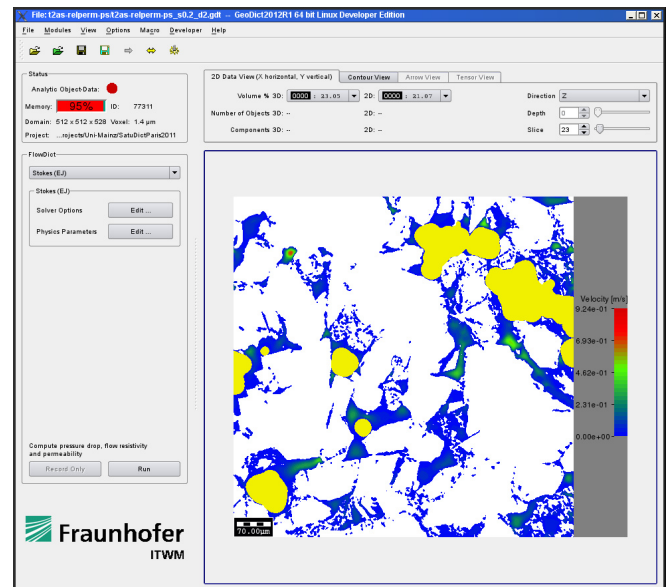 File: t2as-relperm-ps/t2as-relperm-ps_s0.2_d2.gdt -- GeoDict2012R1 64 bit Linux Developer Edition
File Modules View Options Macro Developer Help
Status
Analytic Object-Data:
Memory: 95% ID: 77311
Domain: 512 x 512 x 528 Voxel: 1.4 µm
Project: ...rojects/Uni-Mainz/SatuDictParis2011
2D Data View (X horizontal, Y vertical) Contour View Arrow View Tensor View
Volume % 3D: 0000 : 23.05 2D: 0000 : 21.07 Direction Z
Number of Objects 3D: -- 2D: -- Depth 0
Components 3D: -- 2D: -- Slice 23
FlowDict
Stokes (EJ)
Stokes (EJ)
Solver Options Edit ...
Physics Parameters Edit ...
Velocity [m/s]
9.24e-01
6.93e-01
4.62e-01
2.31e-01
0.00e+00
70.00µm
Compute pressure drop, flow resistivity
and permeability
Record Only Run
Fraunhofer
ITWM